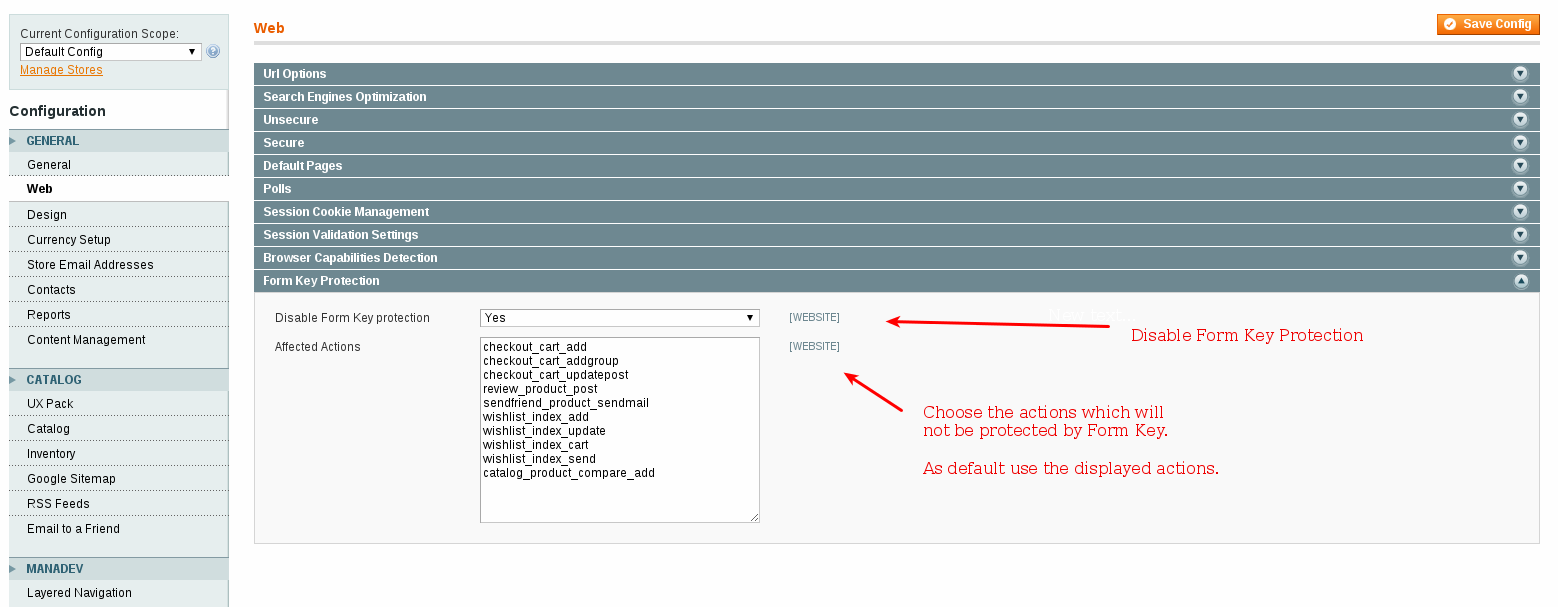 Current Configuration Scope:
Default Config
Manage Stores
Configuration
GENERAL
General
Web
Design
Currency Setup
Store Email Addresses
Contacts
Reports
Content Management
CATALOG
UX Pack
Catalog
Inventory
Google Sitemap
RSS Feeds
Email to a Friend
MANADEV
Layered Navigation
Web
Save Config
Url Options
Search Engines Optimization
Unsecure
Secure
Default Pages
Polls
Session Cookie Management
Session Validation Settings
Browser Capabilities Detection
Form Key Protection
Disable Form Key protection
Yes
[WEBSITE]
Disable Form Key Protection
Affected Actions
checkout_cart_add
checkout_cart_addgroup
checkout_cart_updatepost
review_product_post
sendfriend_product_sendmail
wishlist_index_add
wishlist_index_update
wishlist_index_cart
wishlist_index_send
catalog_product_compare_add
[WEBSITE]
Choose the actions which will
not be protected by Form Key.
As default use the displayed actions.